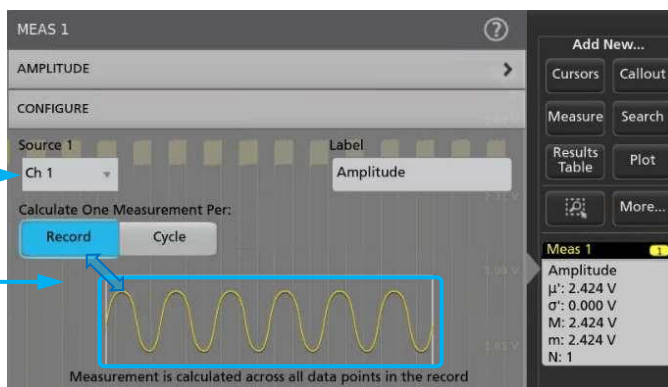 MEAS 1
?
AMPLITUDE
CONFIGURE
Source 1
Label
Ch 1
Amplitude
Calculate One Measurement Per:
Record
Cycle
Measurement is calculated across all data points in the record
Add New...
Cursors
Callout
Measure
Search
Results
Table
Plot
More...
Meas 1
1
Amplitude
µ': 2.424 V
σ': 0.000 V
M: 2.424 V
m: 2.424 V
N: 1